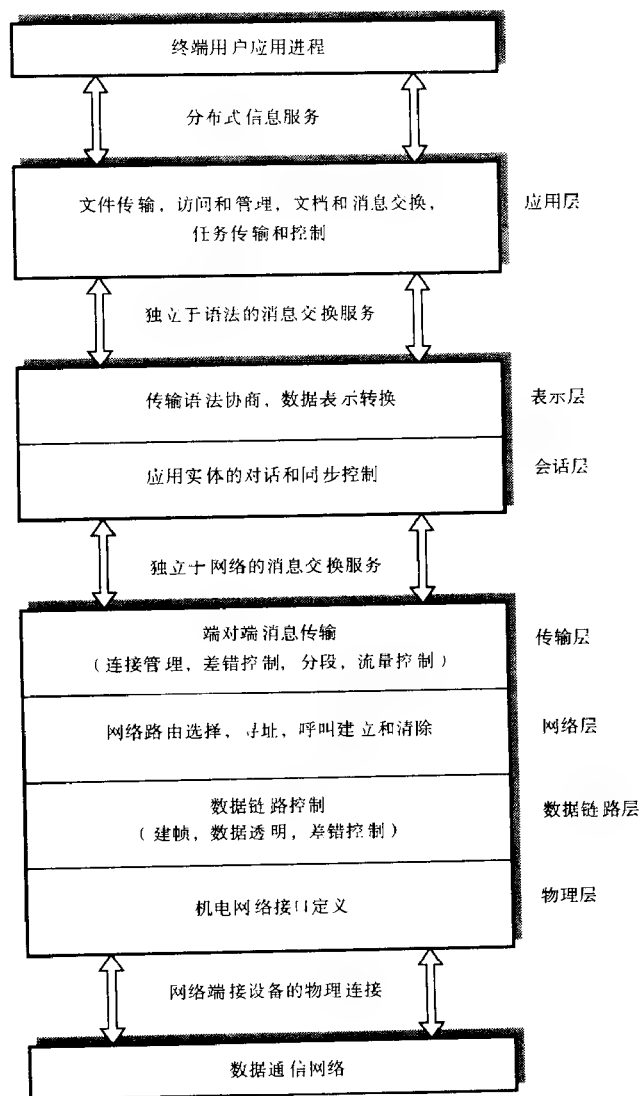 终端用户应用进程
分布式信息服务
文件传输，访问和管理，文档和消息交换，
任务传输和控制
应用层
独立于语法的消息交换服务
传输语法协商，数据表示转换
表示层
应用实体的对话和同步控制
会话层
独立于网络的消息交换服务
端对端消息传输
（连接管理，差错控制，分段，流量控制）
传输层
网络路由选择，寻址，呼叫建立和清除
网络层
数据链路控制
（建帧，数据透明，差错控制）
数据链路层
机电网络接口定义
物理层
网络端接设备的物理连接
数据通信网络